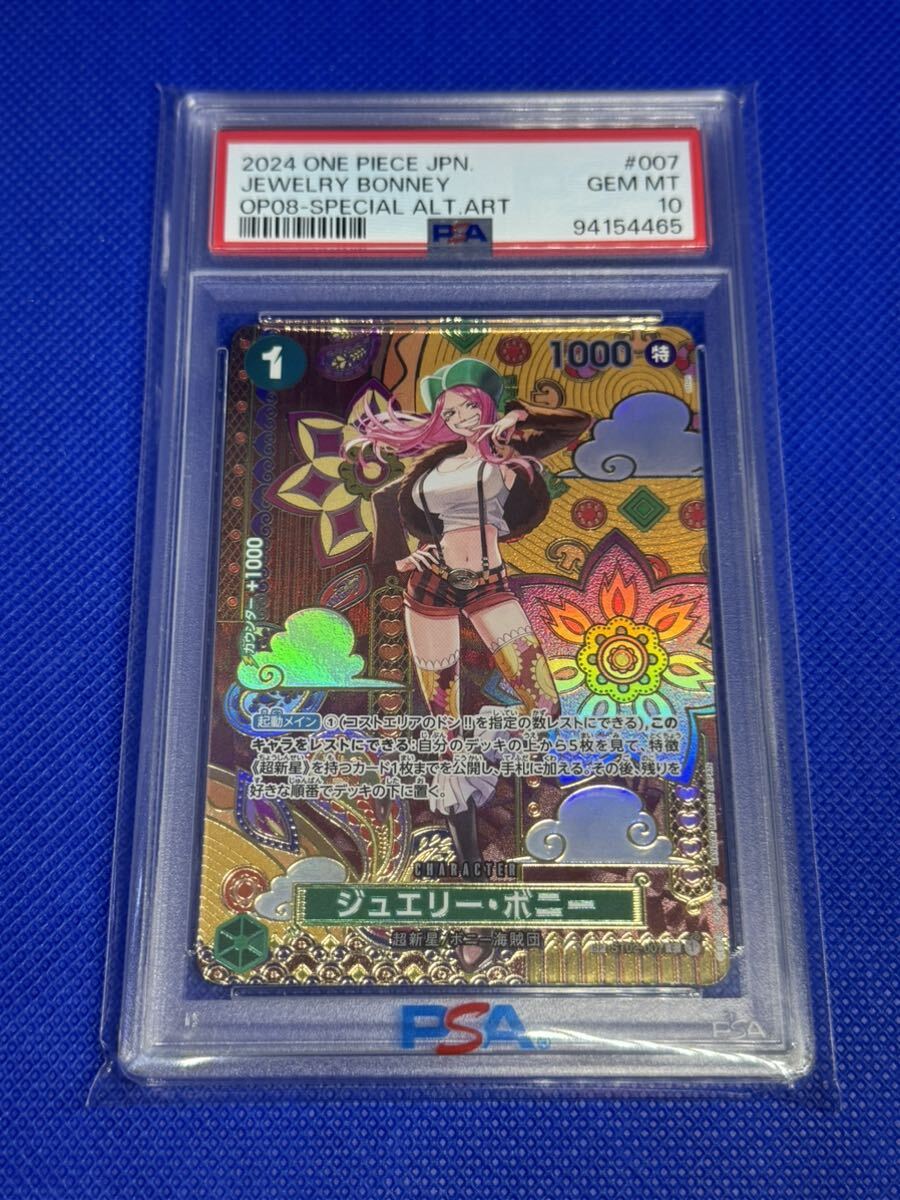 2024 ONE PIECE JPN. #007
JEWELRY BONNEY GEM MT
OP08-SPECIAL ALT.ART 10
94154465
PSA
1
1000 特
カウンター +1000
起動メイン ①(コストエリアのドン!!を指定の数レストにできる)、この
キャラをレストにできる:自分のデッキの上から5枚を見て、特徴
《超新星》を持つカード1枚までを公開し、手札に加える。その後、残りを
好きな順番でデッキの下に置く。
CHARACTER
ジュエリー・ボニー
超新星/ボニー海賊団
PSA
PSA